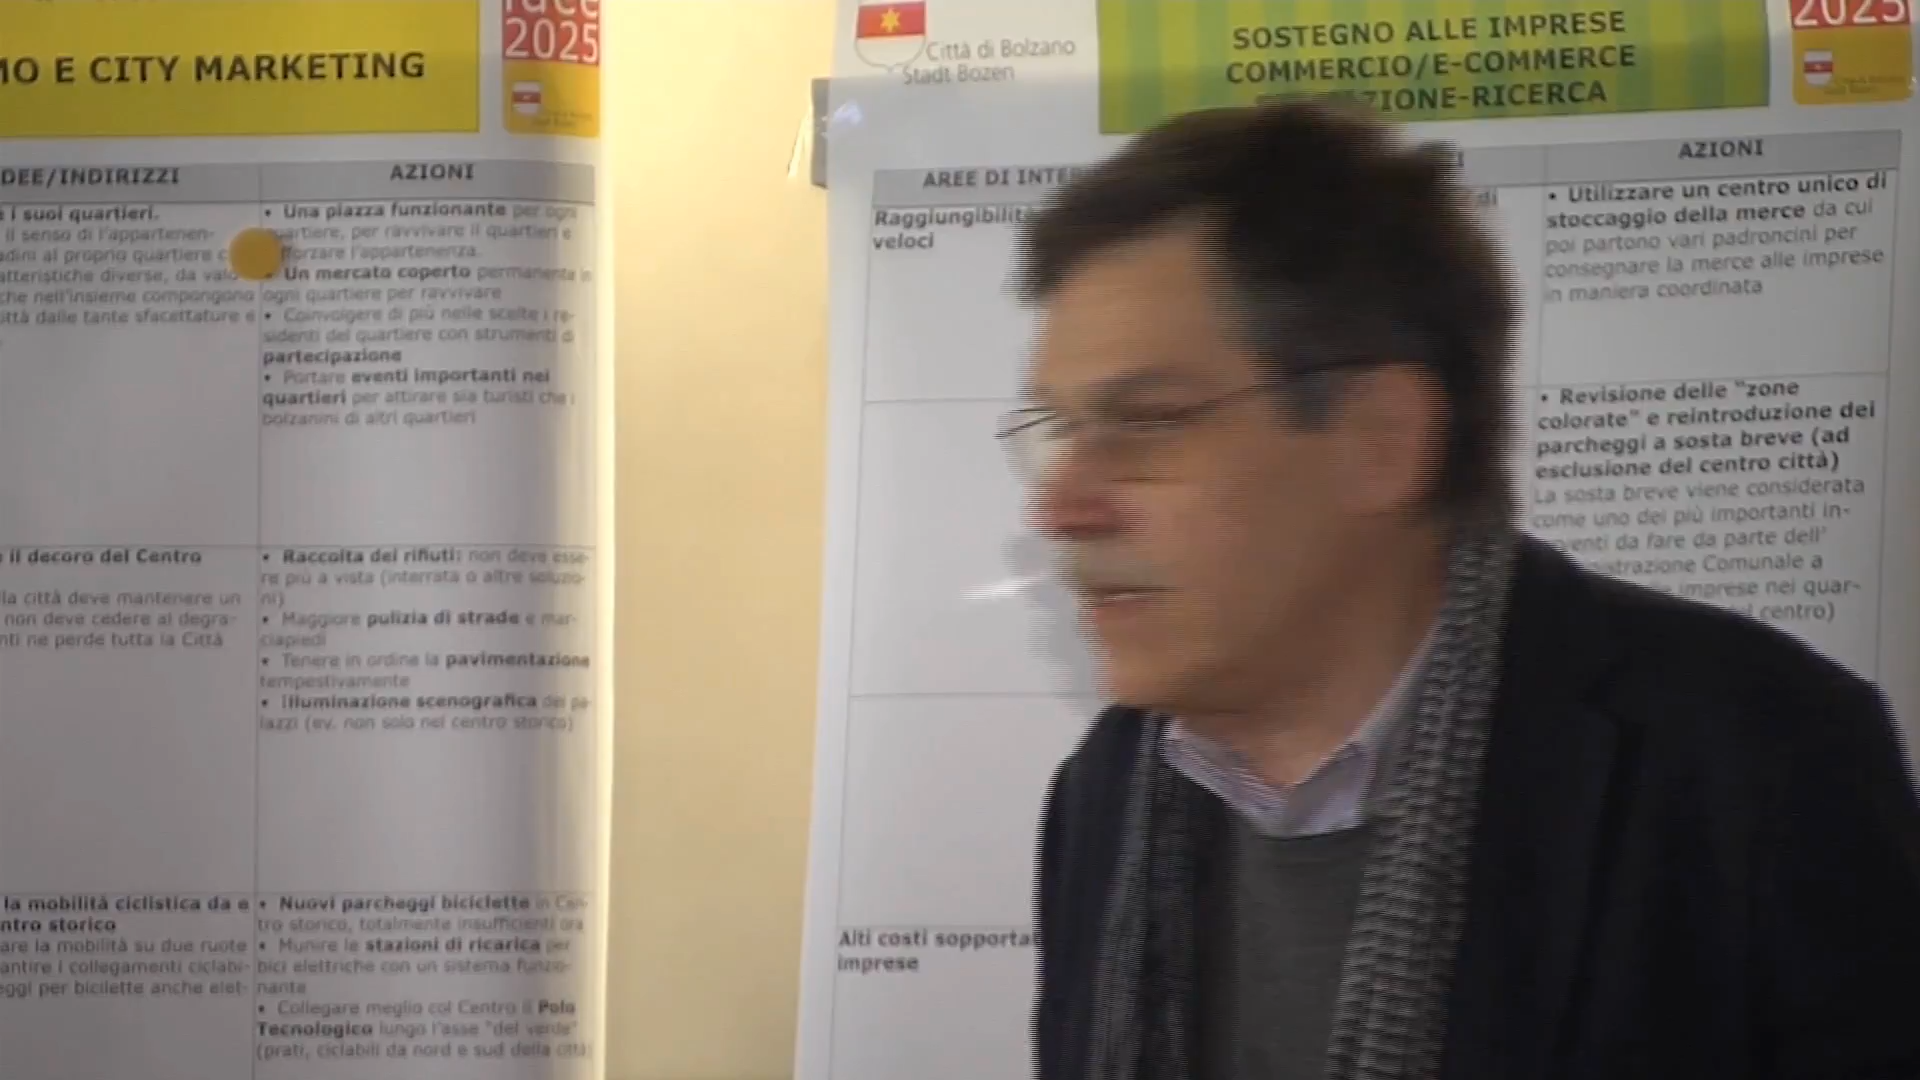 2025
MO E CITY MARKETING
IDEE/INDIRIZZI
AZIONI
i suoi quartieri.
il senso di l'appartenen-
dini al proprio quartiere
atteristiche diverse, da
che nell'insieme compongono
ittà dalle tante sfacettature e
• Una piazza funzionante per ogni
quartiere, per ravvivare il quartiere
fforzare l'appartenenza.
Un mercato coperto permanente in
ogni quartiere per ravvivare
• Coinvolgere di più nelle scelte i re-
sidenti del quartiere con strumenti di
partecipazione
• Portare eventi importanti nei
quartieri per attirare sia turisti che i
bolzanini di altri quartieri
il decoro del Centro
la città deve mantenere un
non deve cedere al degra-
nti ne perde tutta la Città
• Raccolta dei rifiuti: non deve esse-
re più a vista (interrata o altre soluzio-
ni)
• Maggiore pulizia di strade e mar-
ciapiedi
• Tenere in ordine la pavimentazione
tempestivamente
• Illuminazione scenografica dei pa-
lazzi (ev. non solo nel centro storico)
la mobilità ciclistica da e
ntro storico
are la mobilità su due ruote
antire i collegamenti ciclabi-
eggi per bicilette anche elet-
• Nuovi parcheggi biciclette in Cen-
tro storico, totalmente insufficienti ora
• Munire le stazioni di ricarica per
bici elettriche con un sistema funzio-
nante
• Collegare meglio col Centro il Polo
Tecnologico lungo l'asse "del verde"
(prati, ciclabili da nord e sud della città)
Città di Bolzano
Stadt Bozen
SOSTEGNO ALLE IMPRESE
COMMERCIO/E-COMMERCE
ZIONE-RICERCA
2025
AREE DI INTER
AZIONI
Raggiungibilità
veloci
di
• Utilizzare un centro unico di
stoccaggio della merce da cui
poi partono vari padroncini per
consegnare la merce alle imprese
in maniera coordinata
• Revisione delle "zone
colorate" e reintroduzione dei
parcheggi a sosta breve (ad
esclusione del centro città)
La sosta breve viene considerata
come uno dei più importanti in-
venti da fare da parte dell'
strazione Comunale a
imprese nei quar-
centro)
Alti costi sopporta
imprese